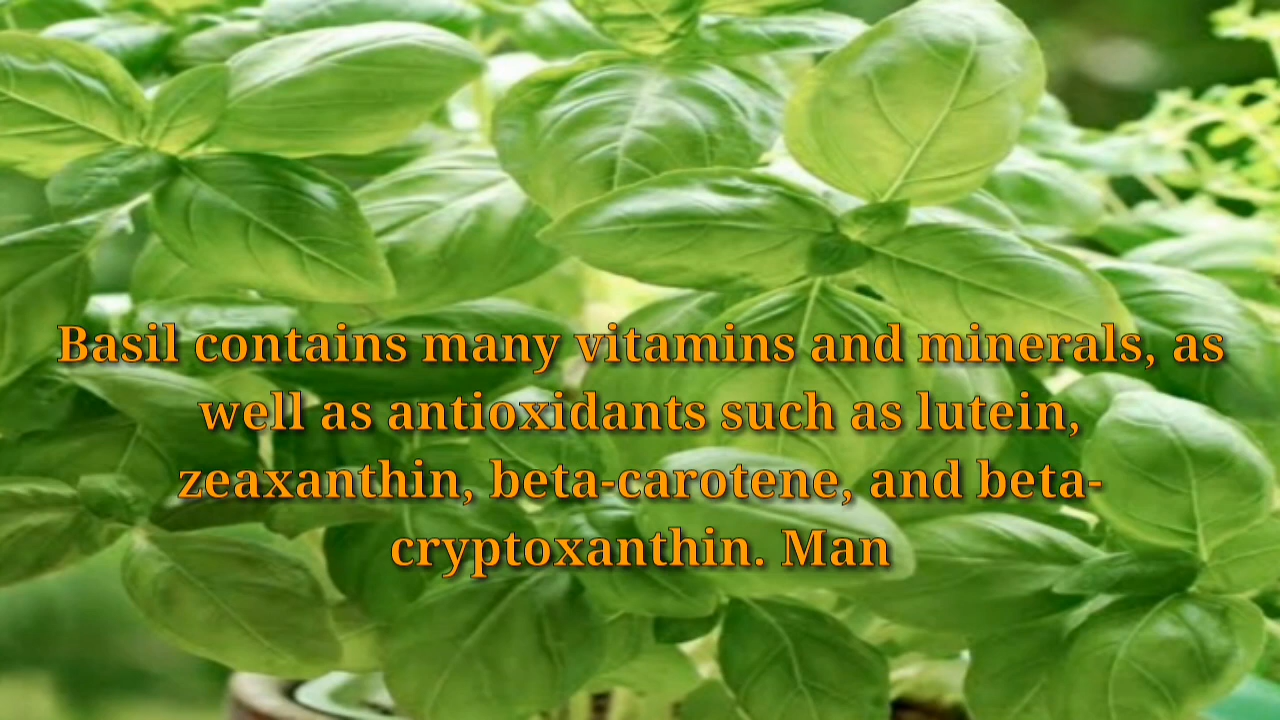 Basil contains many vitamins and minerals, as
well as antioxidants such as lutein,
zeaxanthin, beta-carotene, and beta-
cryptoxanthin. Man